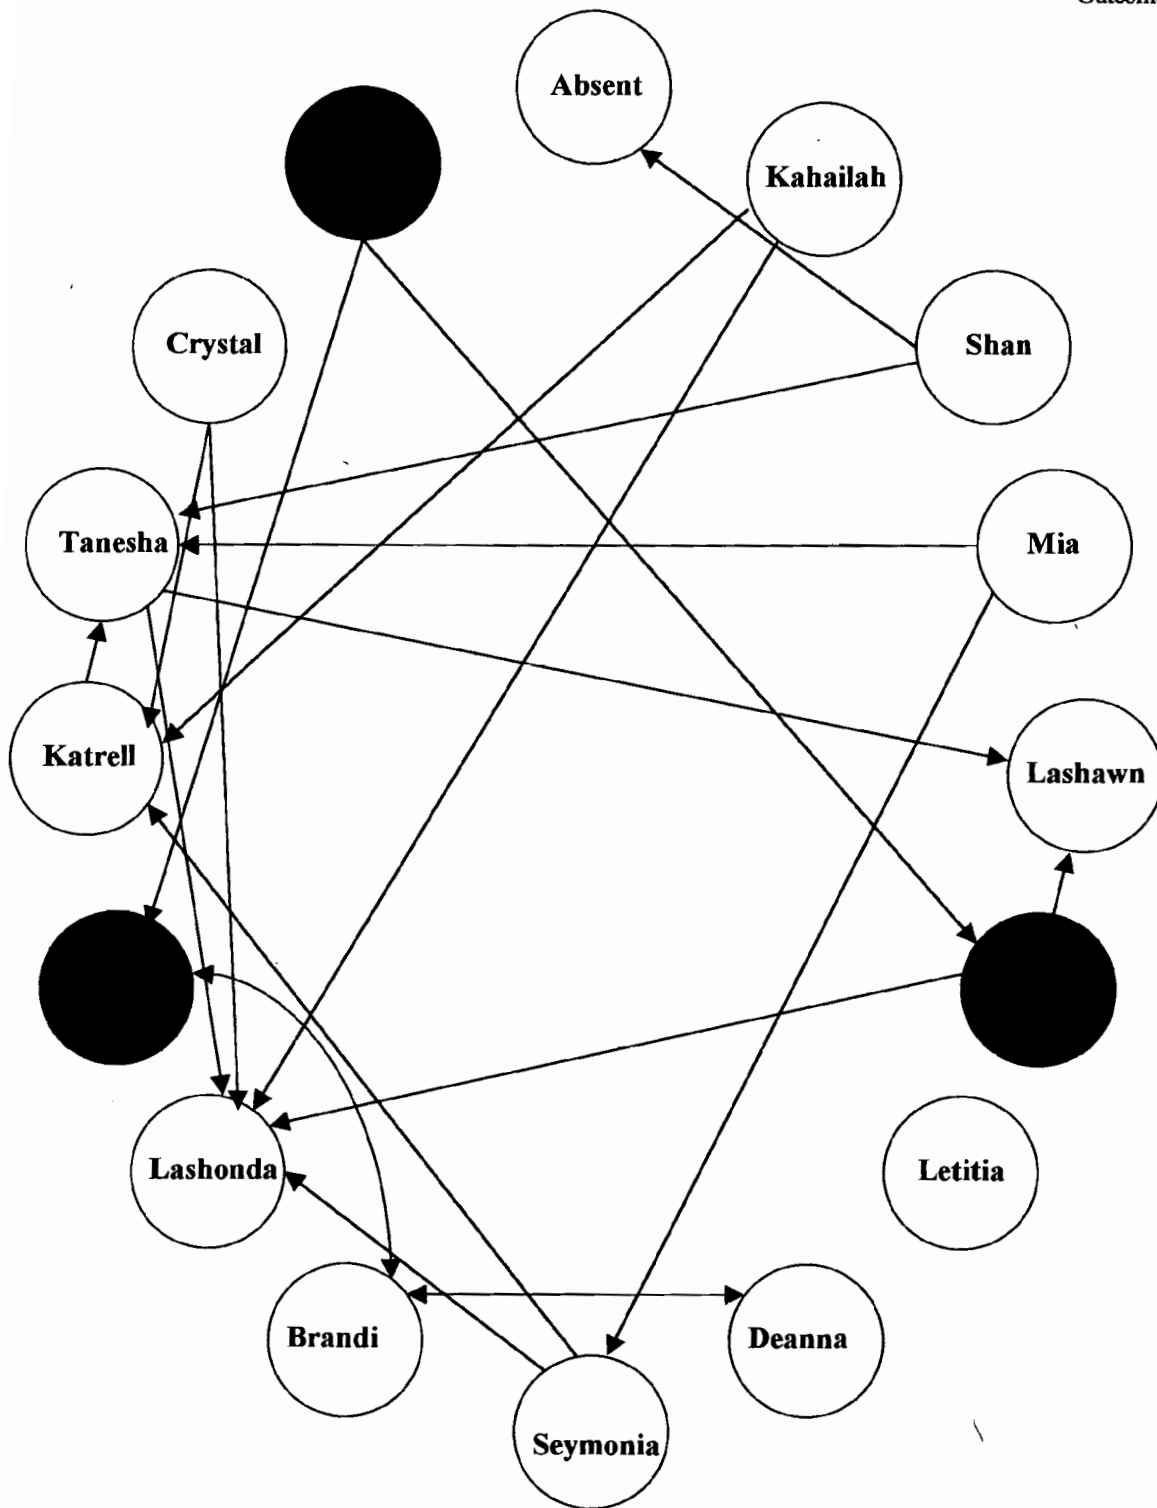 Absent
Kahailah
Crystal
Shan
Tanesha
Mia
Katrell
Lashawn
Lashonda
Letitia
Brandi
Deanna
Seymonia